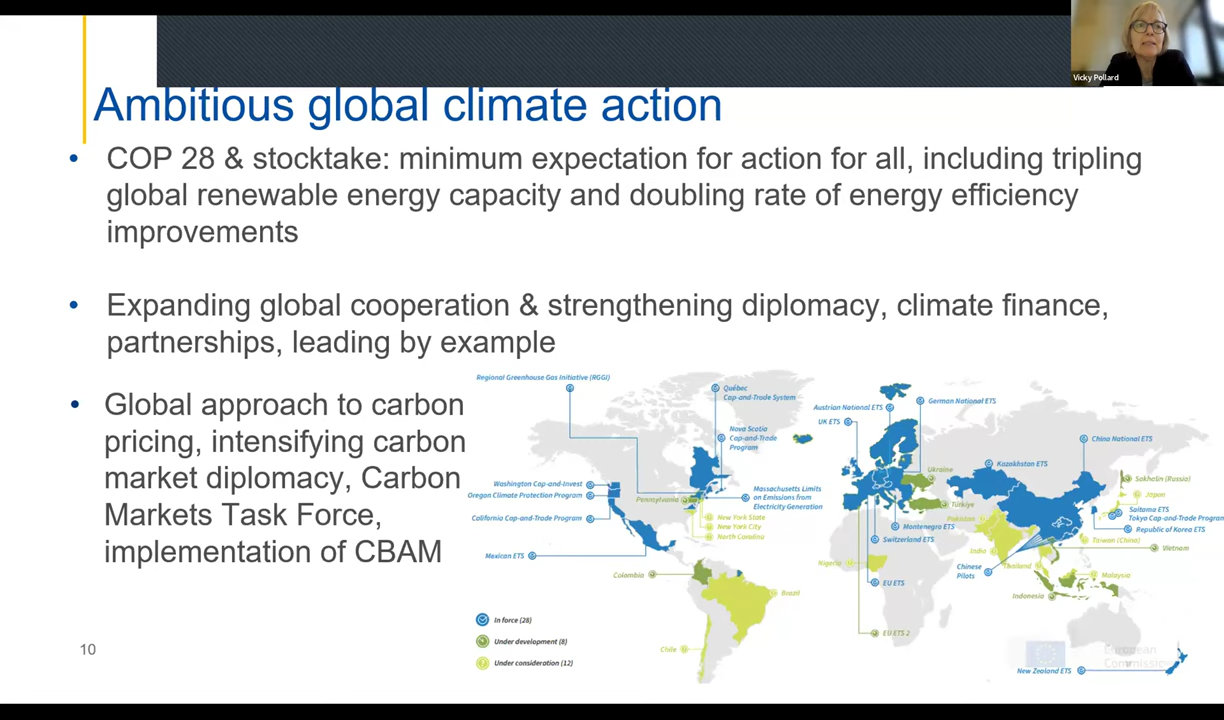 Vicky Pollard
Ambitious global climate action
• COP 28 & stocktake: minimum expectation for action for all, including tripling
global renewable energy capacity and doubling rate of energy efficiency
improvements
• Expanding global cooperation & strengthening diplomacy, climate finance,
partnerships, leading by example
• Global approach to carbon
pricing, intensifying carbon
market diplomacy, Carbon
Markets Task Force,
implementation of CBAM
Regional Greenhouse Gas Initiative (RGGI)
Québec
Cap-and-Trade System
Nova Scotia
Cap-and-Trade
Program
Washington Cap-and-Invest
Oregon Climate Protection Program
California Cap-and-Trade Program
Mexican ETS
Pennsylvania
Massachusetts Limits
on Emissions from
Electricity Generation
New York State
New York City
North Carolina
Colombia
Brazil
Chile
Austrian National ETS
German National ETS
UK ETS
Ukraine
Türkiye
Montenegro ETS
Switzerland ETS
Nigeria
EU ETS
EU ETS 2
Kazakhstan ETS
China National ETS
Sakhalin (Russia)
Japan
Saitama ETS
Tokyo Cap-and-Trade Program
Republic of Korea ETS
Taiwan (China)
Vietnam
Pakistan
India
Chinese
Pilots
Thailand
Malaysia
Indonesia
New Zealand ETS
In force (28)
Under development (8)
Under consideration (12)
European
Commission
10